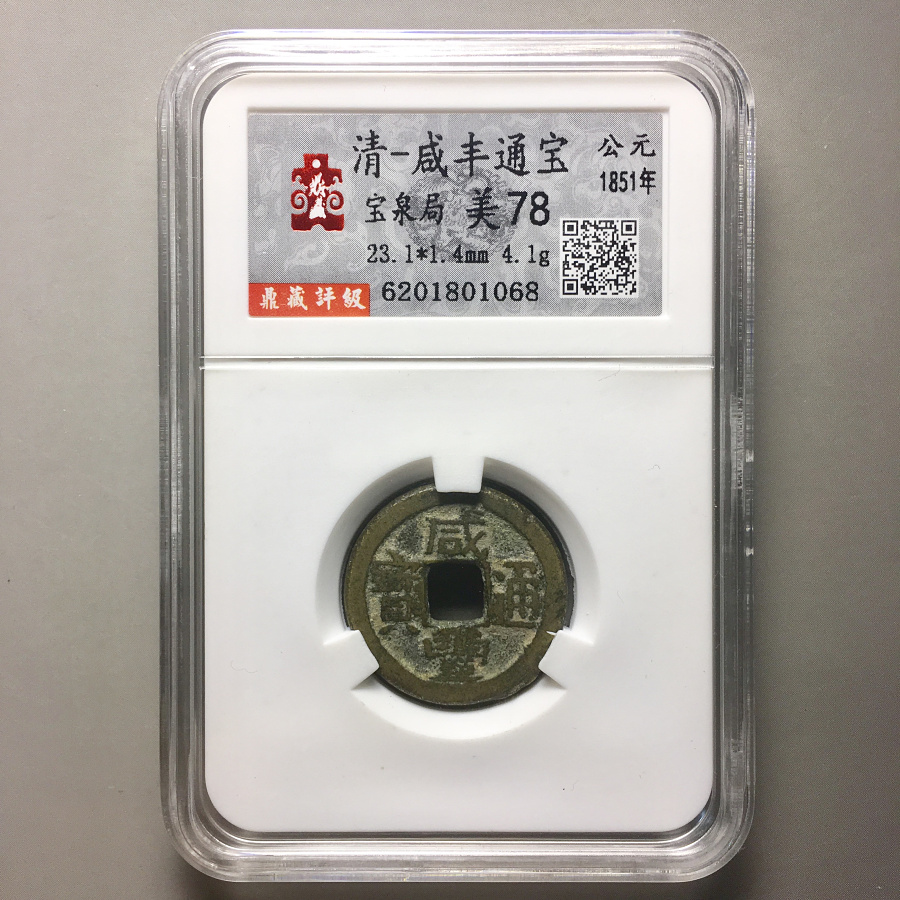 清-咸丰通宝
公元
1851年
宝泉局 美78
23.1*1.4mm 4.1g
鼎藏評級
6201801068
咸
寶 通
豐